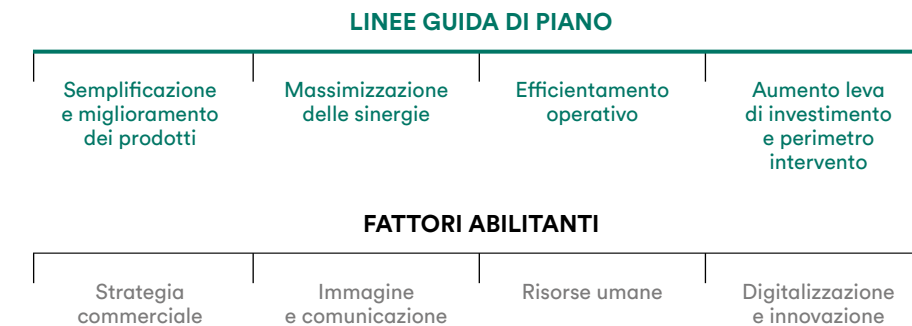 LINEE GUIDA DI PIANO
Semplificazione
e miglioramento
dei prodotti
Massimizzazione
delle sinergie
Efficientamento
operativo
Aumento leva
di investimento
e perimetro
intervento
FATTORI ABILITANTI
Strategia
commerciale
Immagine
e comunicazione
Risorse umane
Digitalizzazione
e innovazione